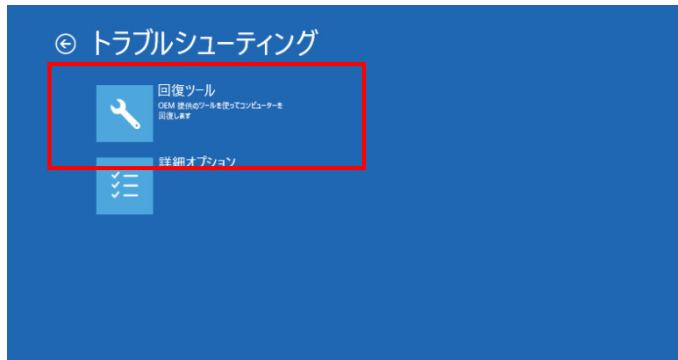 トラブルシューティング
回復ツール
OEM 提供のツールを使ってコンピューターを
回復します
詳細オプション